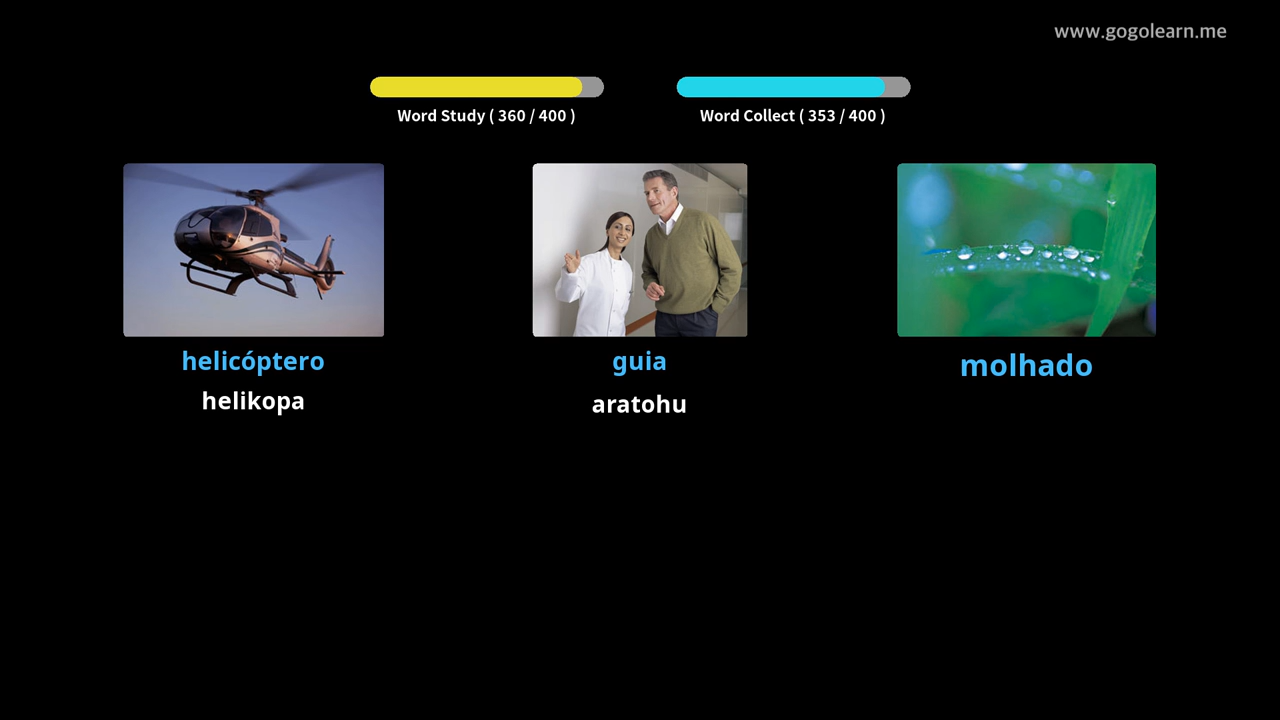 www.gogolearn.me
Word Study ( 360 / 400 )
Word Collect ( 353 / 400 )
helicóptero
helikopa
guia
aratohu
molhado